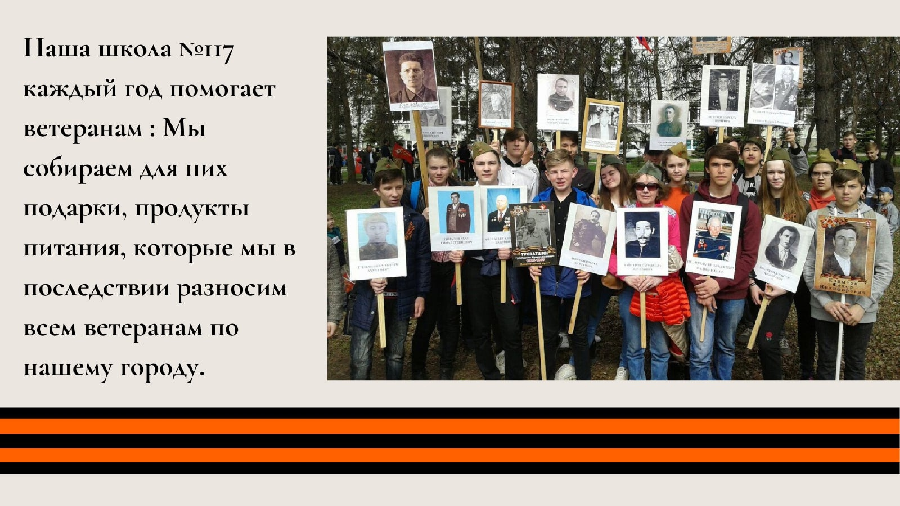 Наша школа №117
каждый год помогает
ветеранам : Мы
собираем для них
подарки, продукты
питания, которые мы в
последствии разносим
всем ветеранам по
нашему городу.